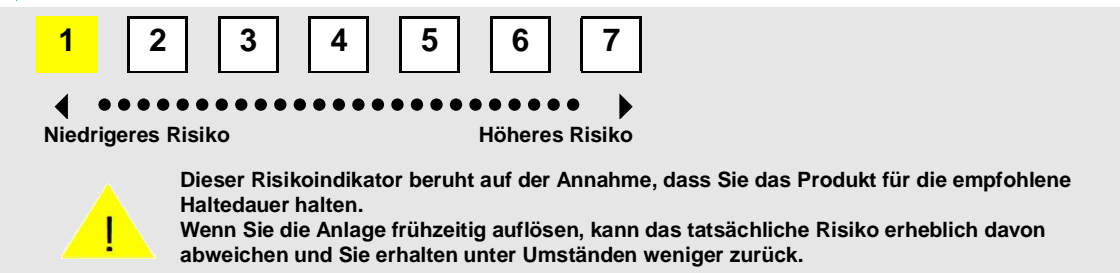 1 2 3 4 5 6 7
Niedrigeres Risiko Höheres Risiko
!
Dieser Risikoindikator beruht auf der Annahme, dass Sie das Produkt für die empfohlene
Haltedauer halten.
Wenn Sie die Anlage frühzeitig auflösen, kann das tatsächliche Risiko erheblich davon
abweichen und Sie erhalten unter Umständen weniger zurück.